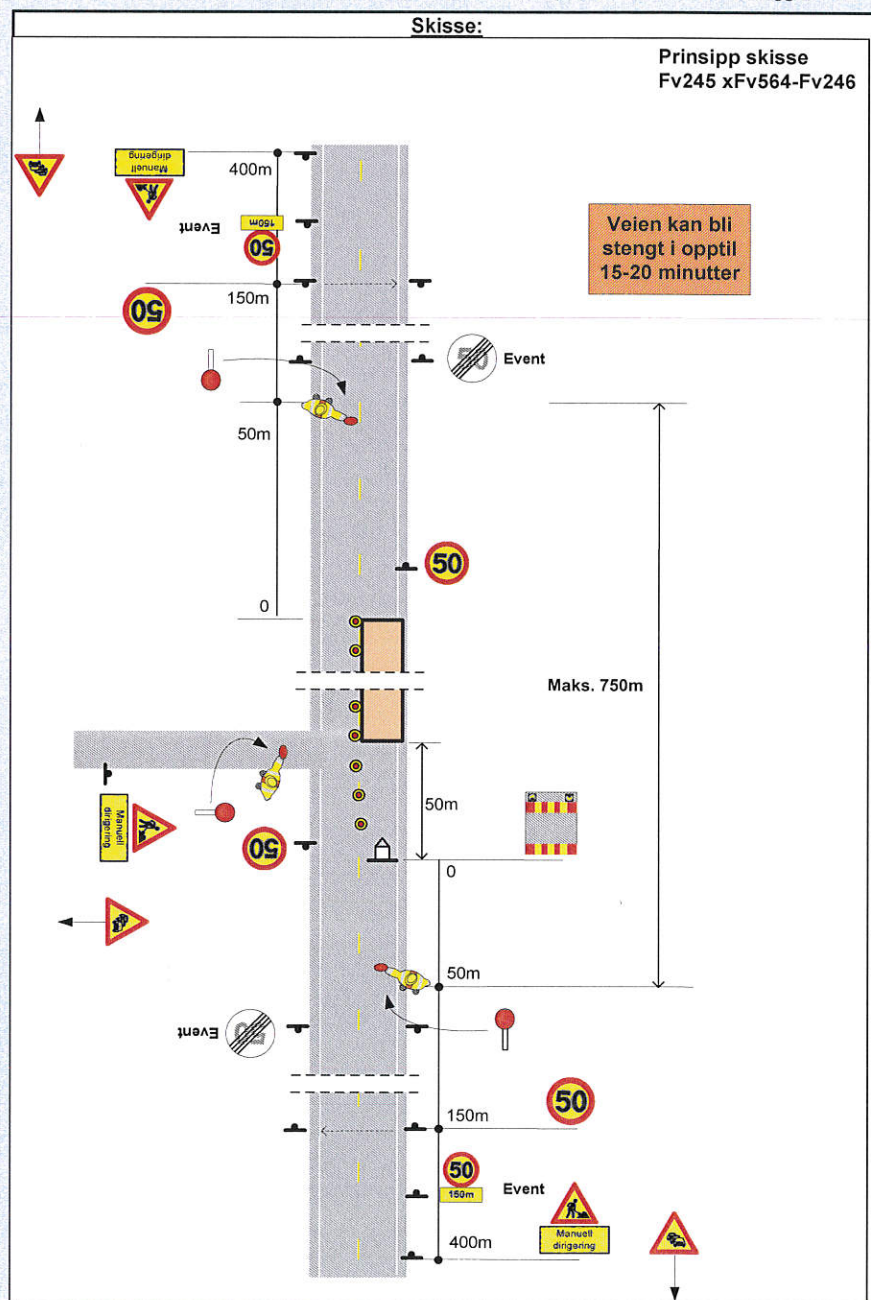 Skisse:
Prinsipp skisse
Fv245 xFv564-Fv246
Manuell
dirigering
400m
Event
150m
50
Veien kan bli
stengt i opptil
15-20 minutter
50
150m
50
Event
50m
50
0
Maks. 750m
50m
Manuell
dirigering
50
0
50m
Event
50
150m
50
50
150m
Event
Manuell
dirigering
400m